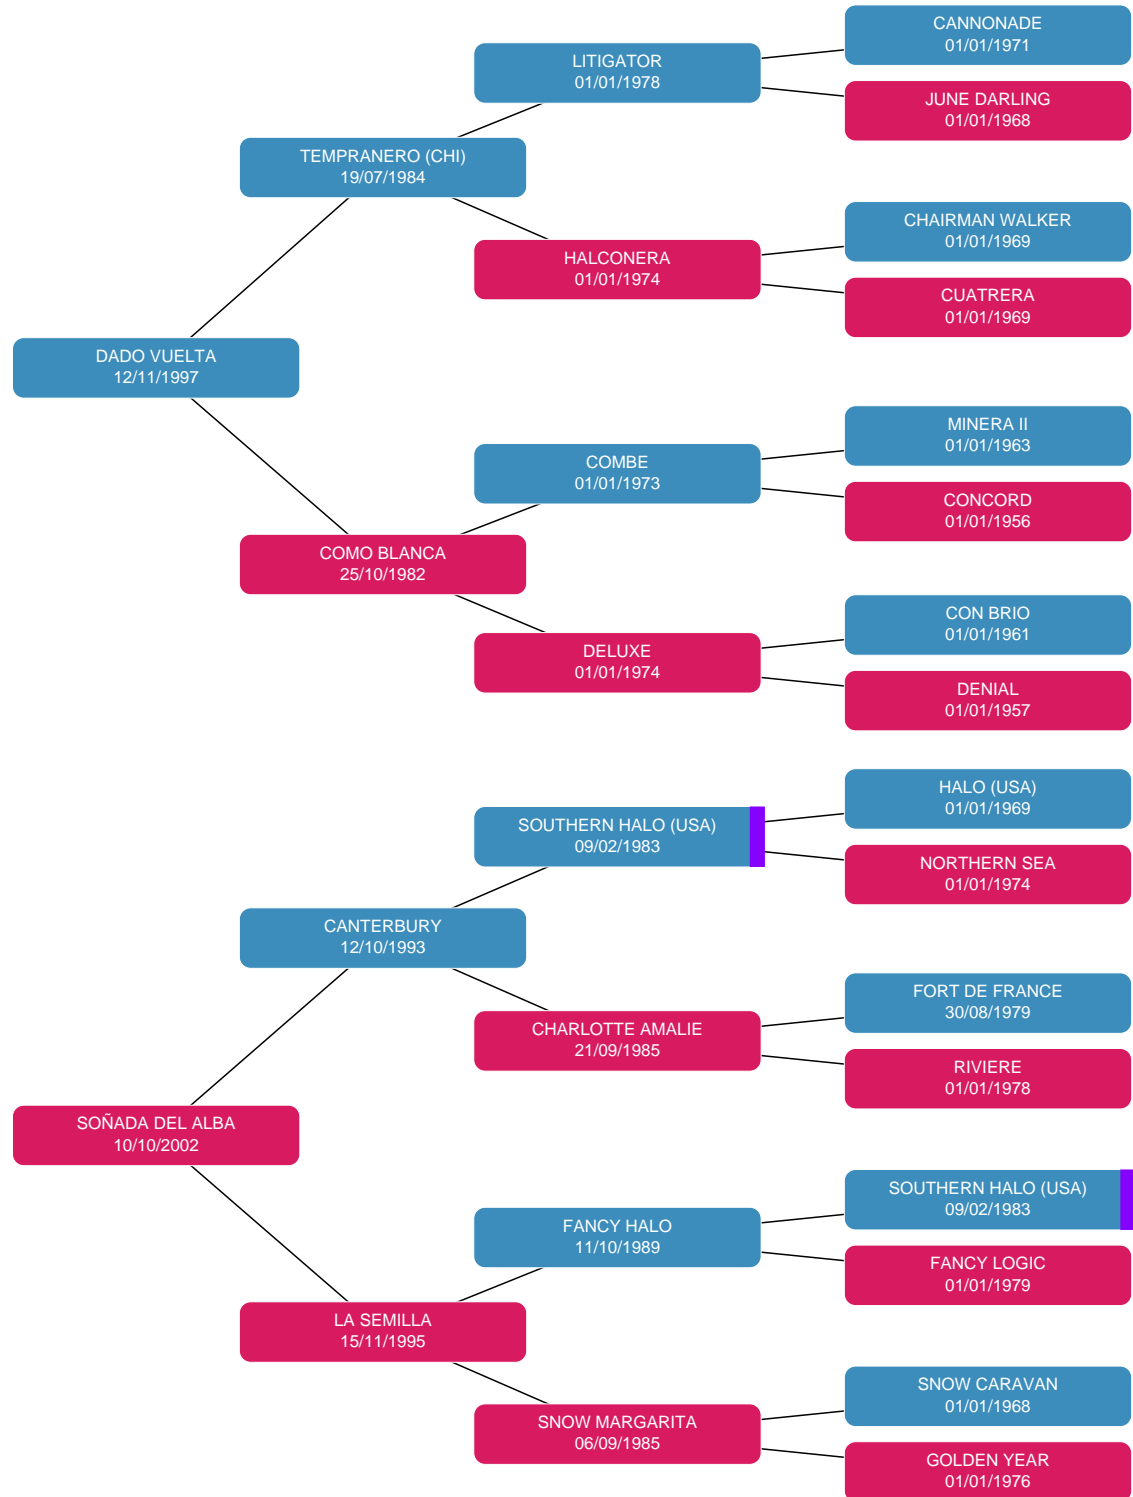 CANNONADE
01/01/1971
LITIGATOR
01/01/1978
JUNE DARLING
01/01/1968
TEMPRANERO (CHI)
19/07/1984
CHAIRMAN WALKER
01/01/1969
HALCONERA
01/01/1974
CUATRERA
01/01/1969
DADO VUELTA
12/11/1997
MINERA II
01/01/1963
COMBE
01/01/1973
CONCORD
01/01/1956
COMO BLANCA
25/10/1982
CON BRIO
01/01/1961
DELUXE
01/01/1974
DENIAL
01/01/1957
HALO (USA)
01/01/1969
SOUTHERN HALO (USA)
09/02/1983
NORTHERN SEA
01/01/1974
CANTERBURY
12/10/1993
FORT DE FRANCE
30/08/1979
CHARLOTTE AMALIE
21/09/1985
RIVIERE
01/01/1978
SOÑADA DEL ALBA
10/10/2002
SOUTHERN HALO (USA)
09/02/1983
FANCY HALO
11/10/1989
FANCY LOGIC
01/01/1979
LA SEMILLA
15/11/1995
SNOW CARAVAN
01/01/1968
SNOW MARGARITA
06/09/1985
GOLDEN YEAR
01/01/1976